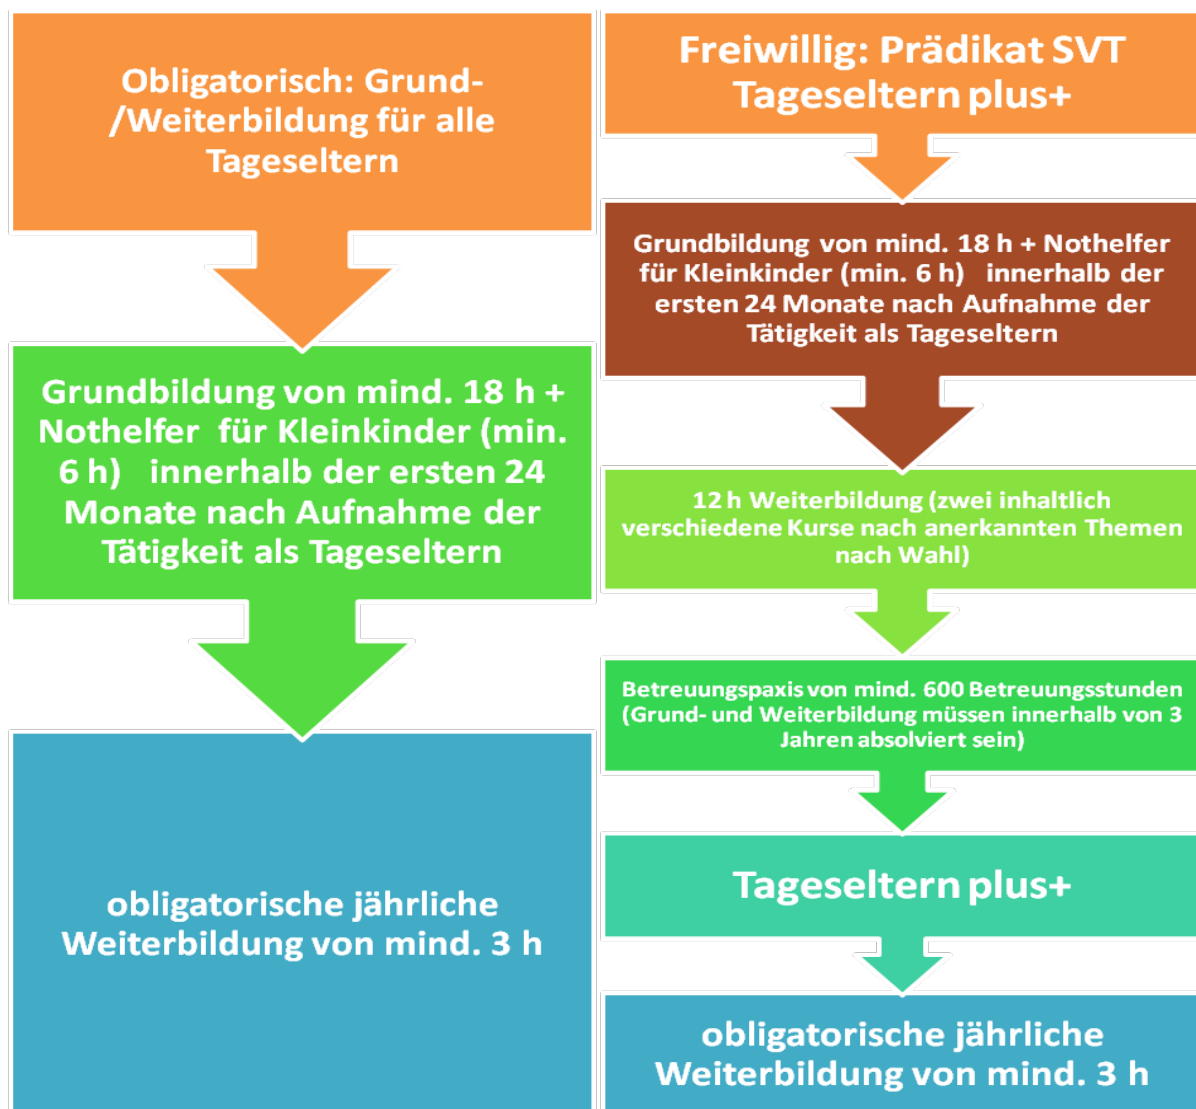 Obligatorisch: Grund-
/Weiterbildung für alle
Tageseltern
Grundbildung von mind. 18 h +
Nothelfer für Kleinkinder (min.
6 h) innerhalb der ersten 24
Monate nach Aufnahme der
Tätigkeit als Tageseltern
obligatorische jährliche
Weiterbildung von mind. 3 h
Freiwillig: Prädikat SVT
Tageseltern plus+
Grundbildung von mind. 18 h + Nothelfer
für Kleinkinder (min. 6 h) innerhalb der
ersten 24 Monate nach Aufnahme der
Tätigkeit als Tageseltern
12 h Weiterbildung (zwei inhaltlich
verschiedene Kurse nach anerkannten Themen
nach Wahl)
Betreuungspaxis von mind. 600 Betreuungsstunden
(Grund- und Weiterbildung müssen innerhalb von 3
Jahren absolviert sein)
Tageseltern plus+
obligatorische jährliche
Weiterbildung von mind. 3 h